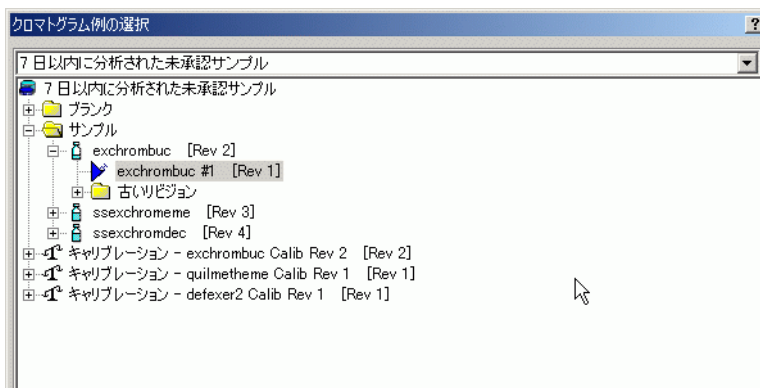 クロマトグラム例の選択
7 日以内に分析された未承認サンプル
7 日以内に分析された未承認サンプル
ブランク
サンプル
exchrombuc [Rev 2]
exchrombuc #1 [Rev 1]
古いリビジョン
ssexchromeme [Rev 3]
ssexchromdec [Rev 4]
キャリブレーション - exchrombuc Calib Rev 2 [Rev 2]
キャリブレーション - quilmetheme Calib Rev 1 [Rev 1]
キャリブレーション - defexer2 Calib Rev 1 [Rev 1]